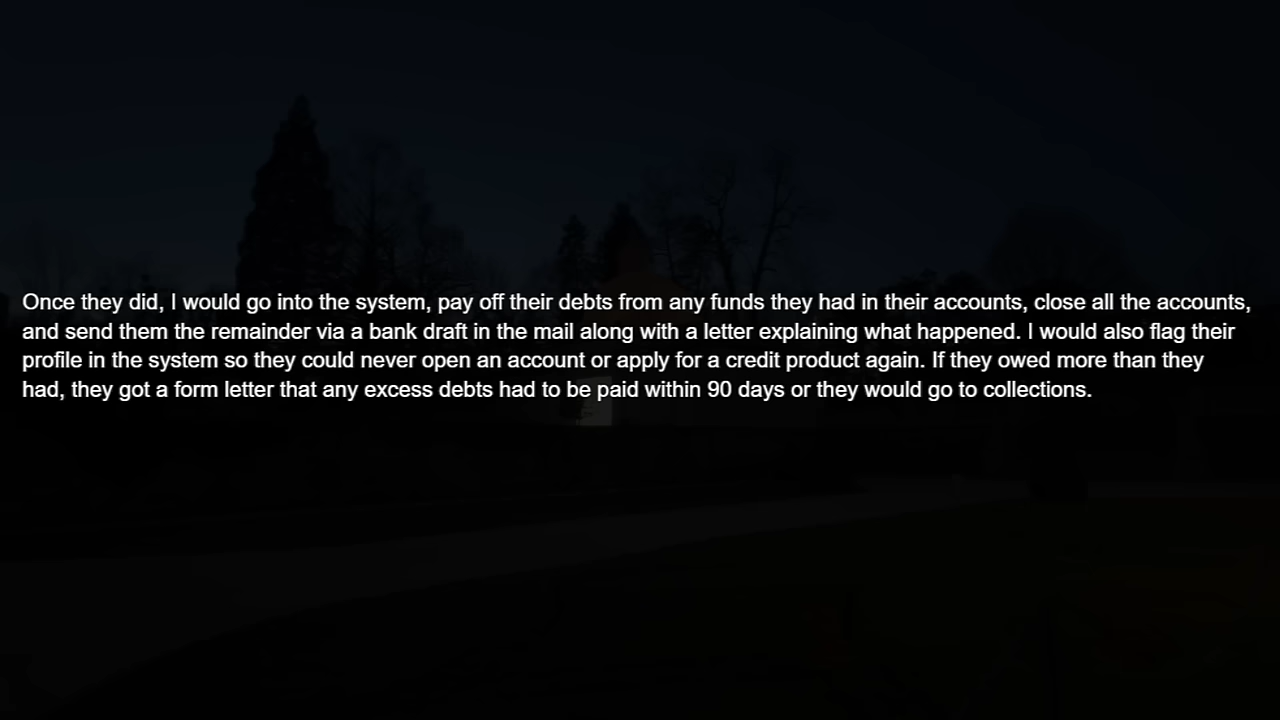 Once they did, I would go into the system, pay off their debts from any funds they had in their accounts, close all the accounts,
and send them the remainder via a bank draft in the mail along with a letter explaining what happened. I would also flag their
profile in the system so they could never open an account or apply for a credit product again. If they owed more than they
had, they got a form letter that any excess debts had to be paid within 90 days or they would go to collections.